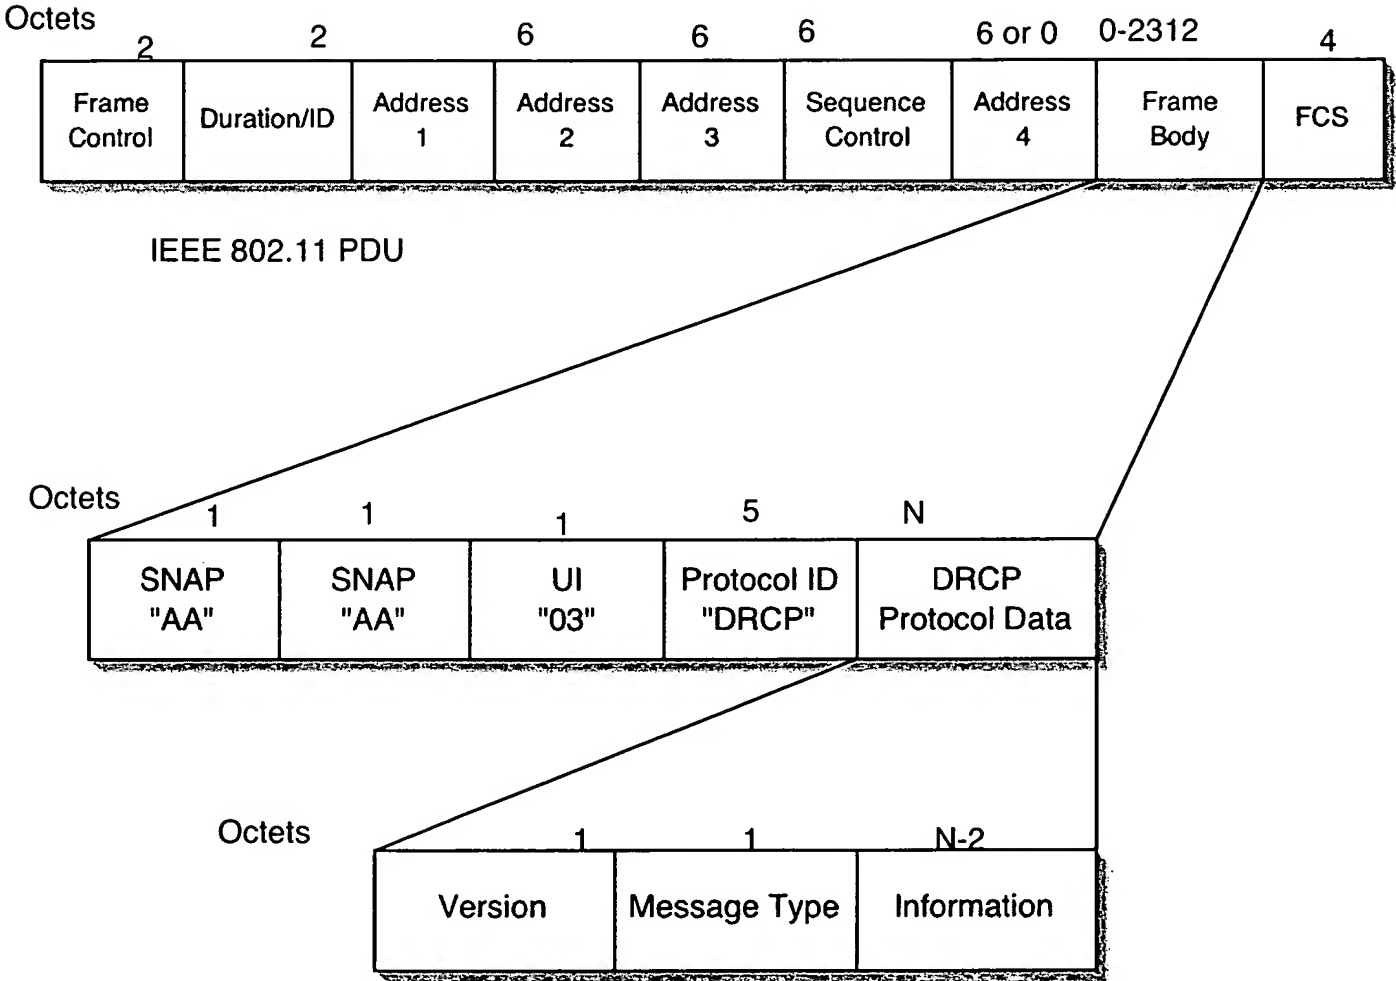 Octets
2 2 6 6 6 6 or 0 0-2312 4
Frame
Control
Duration/ID
Address
1
Address
2
Address
3
Sequence
Control
Address
4
Frame
Body
FCS
IEEE 802.11 PDU
Octets
1 1 1 5 N
SNAP
"AA"
SNAP
"AA"
UI
"03"
Protocol ID
"DRCP"
DRCP
Protocol Data
Octets
1 1 N-2
Version
Message Type
Information